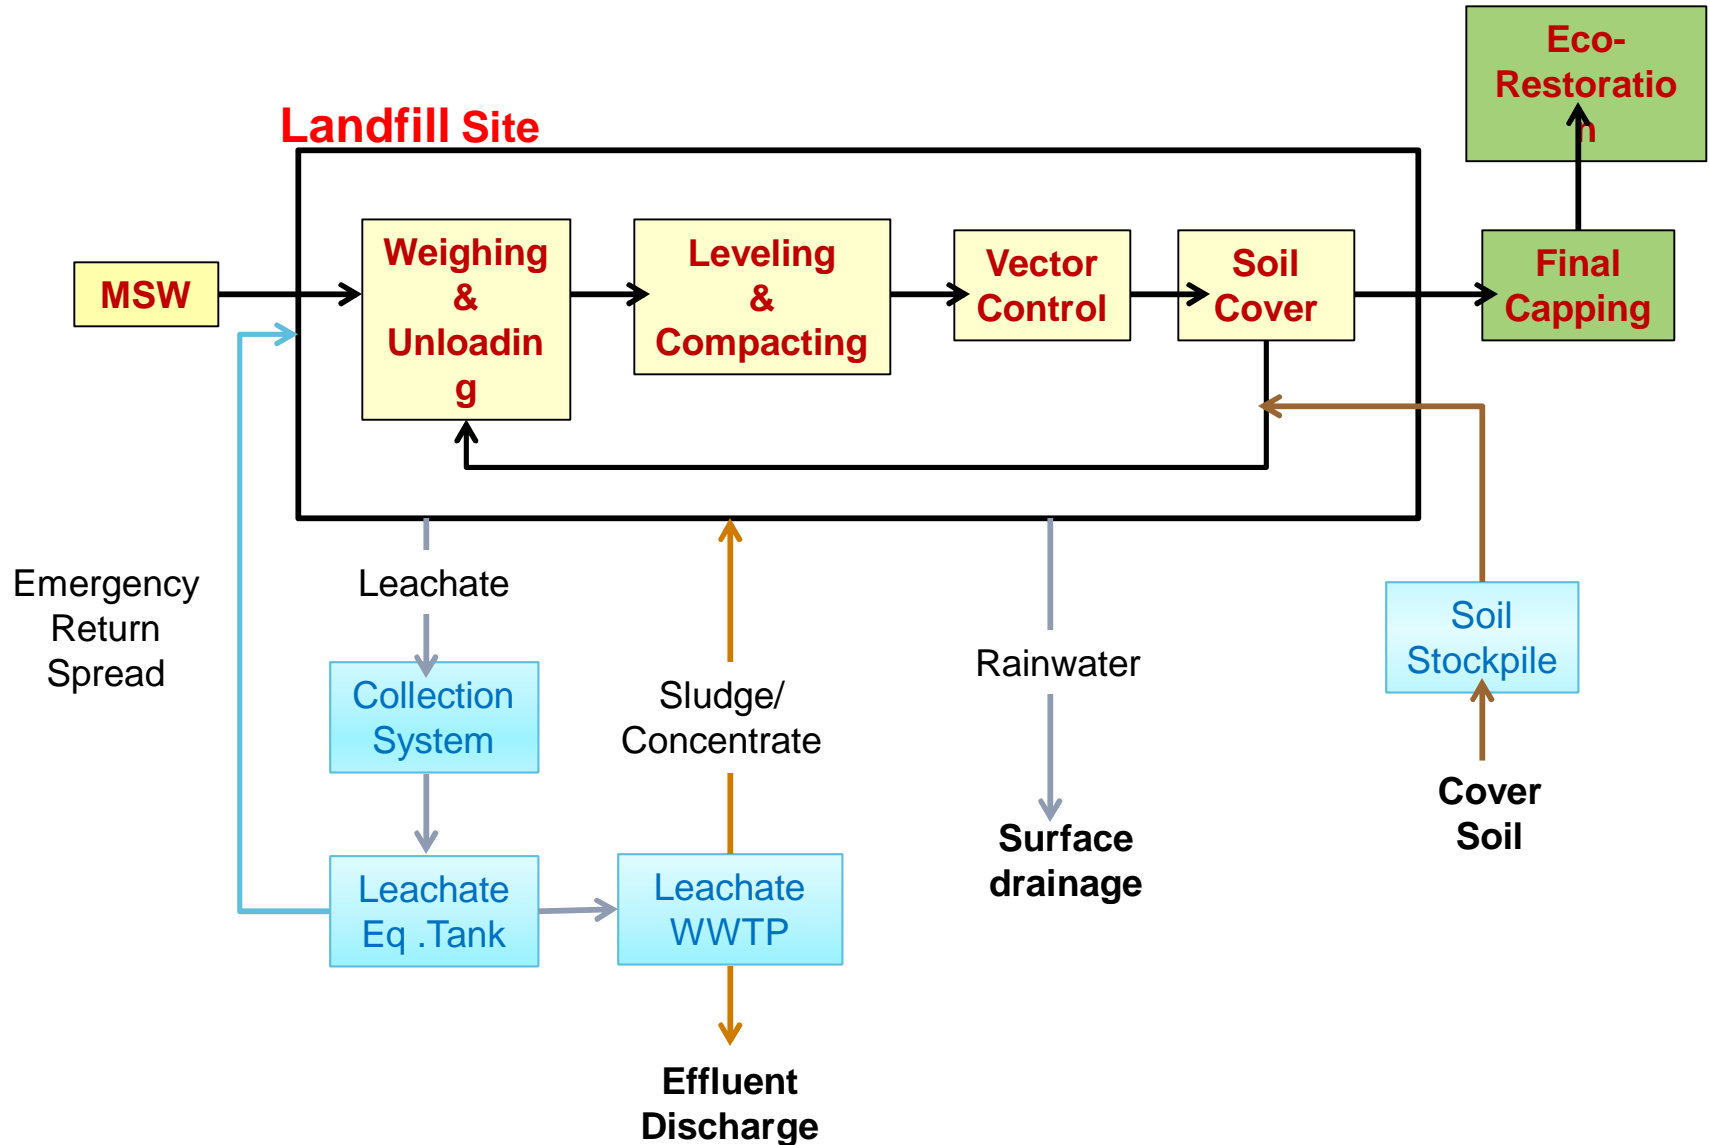 Eco-
Restoratio
n
Landfill Site
MSW
Weighing
&
Unloadin
g
Leveling
&
Compacting
Vector
Control
Soil
Cover
Final
Capping
Emergency
Return
Spread
Leachate
Collection
System
Leachate
Eq .Tank
Sludge/
Concentrate
Leachate
WWTP
Effluent
Discharge
Rainwater
Surface
drainage
Soil
Stockpile
Cover
Soil